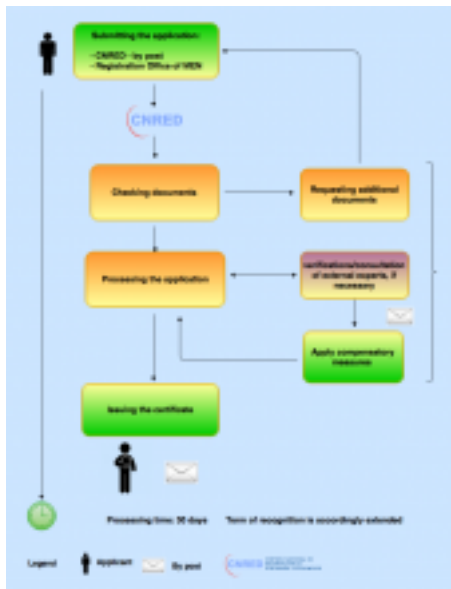 Submitting the application:
-CNRED - by post
-Registration Office of MEN
CNRED
Checking documents
Requesting additional
documents
Processing the application
verifications/consultation
of external experts, if
necessary
Apply compensatory
measures
Issuing the certificate
Processing time: 30 days
Term of recognition is accordingly extended
Legend
Applicant
By post
CNRED